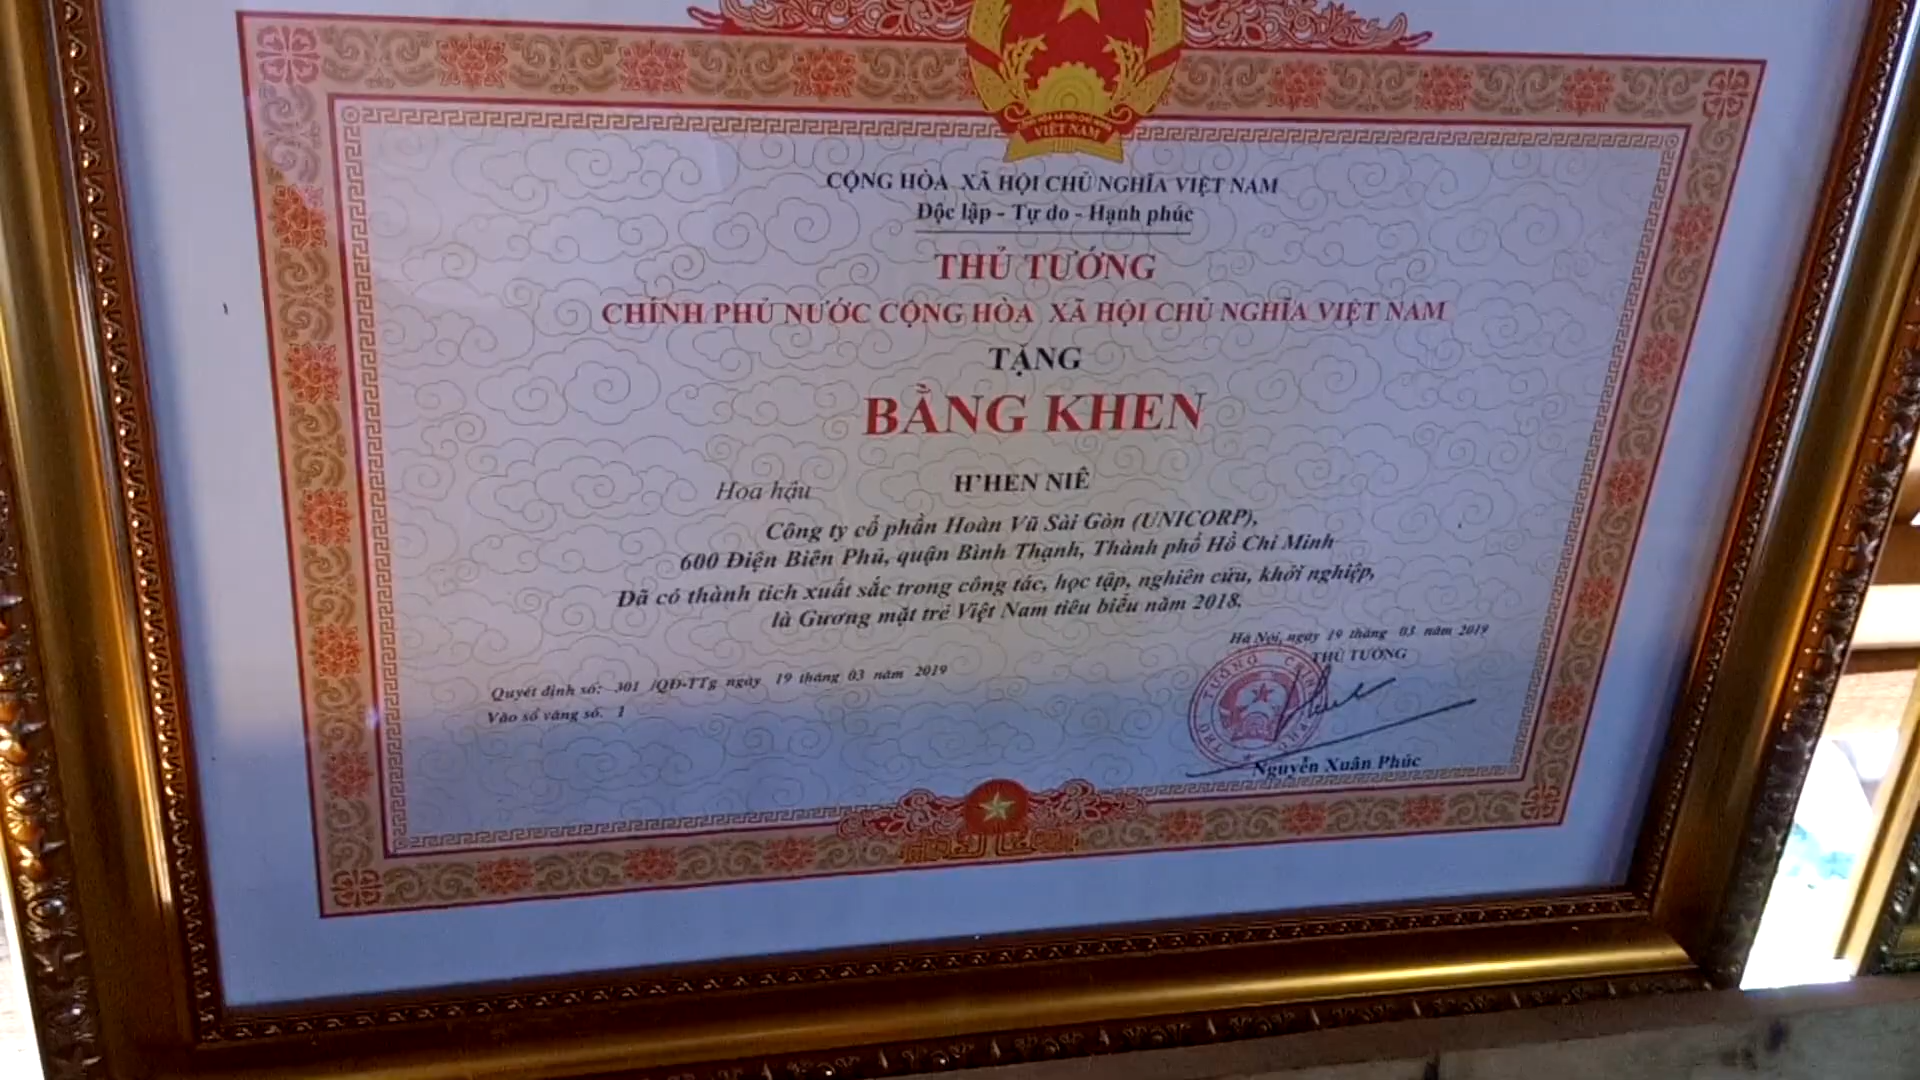 VIỆT NAM
CỘNG HÒA XÃ HỘI CHỦ NGHĨA VIỆT NAM
Độc lập - Tự do - Hạnh phúc
THỦ TƯỚNG
CHÍNH PHỦ NƯỚC CỘNG HÒA XÃ HỘI CHỦ NGHĨA VIỆT NAM
TẶNG
BẰNG KHEN
Hoa hậu H'HEN NIÊ
Công ty cổ phần Hoàn Vũ Sài Gòn (UNICORP),
600 Điện Biên Phủ, quận Bình Thạnh, Thành phố Hồ Chí Minh
Đã có thành tích xuất sắc trong công tác, học tập, nghiên cứu, khởi nghiệp,
là Gương mặt trẻ Việt Nam tiêu biểu năm 2018.
Hà Nội, ngày 19 tháng 03 năm 2019
THỦ TƯỚNG
Quyết định số: 301 /QĐ-TTg ngày 19 tháng 03 năm 2019
Vào sổ vàng số. 1
Nguyễn Xuân Phúc